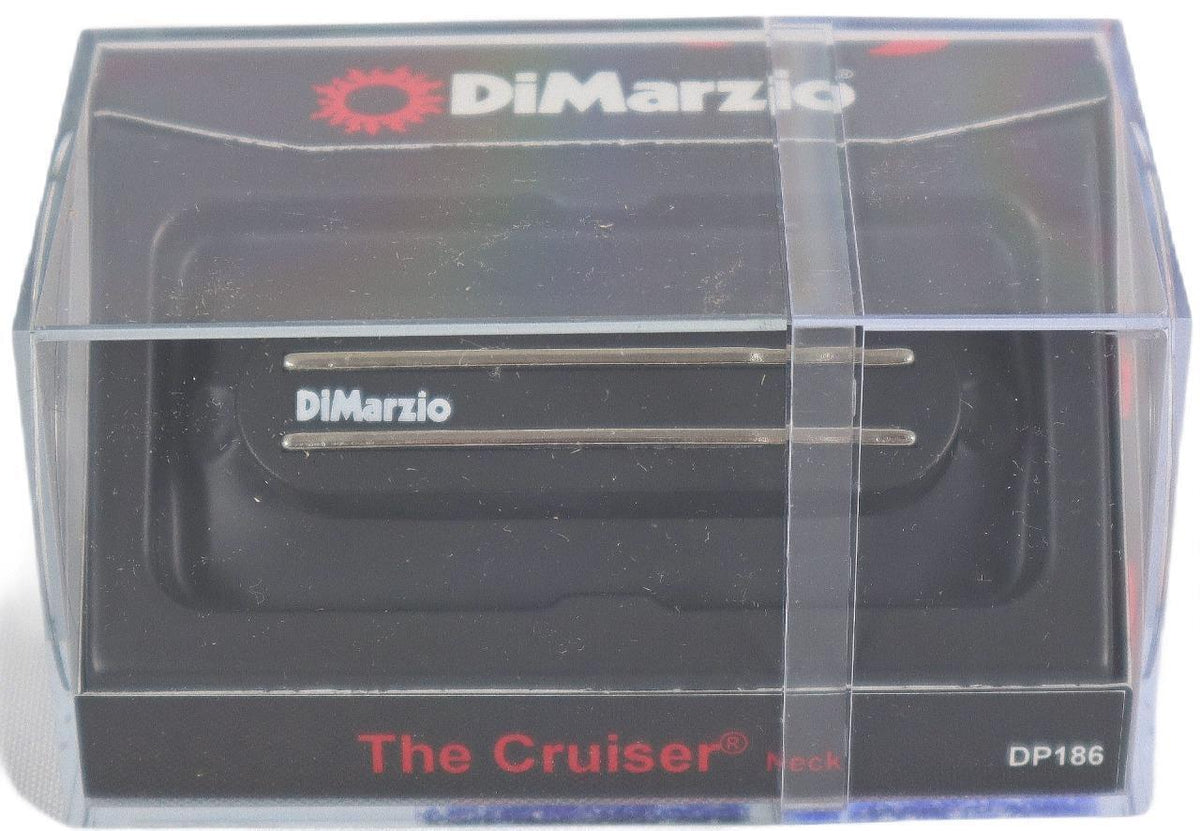 DiMarzio®
DiMarzio
The Cruiser® Neck
DP186